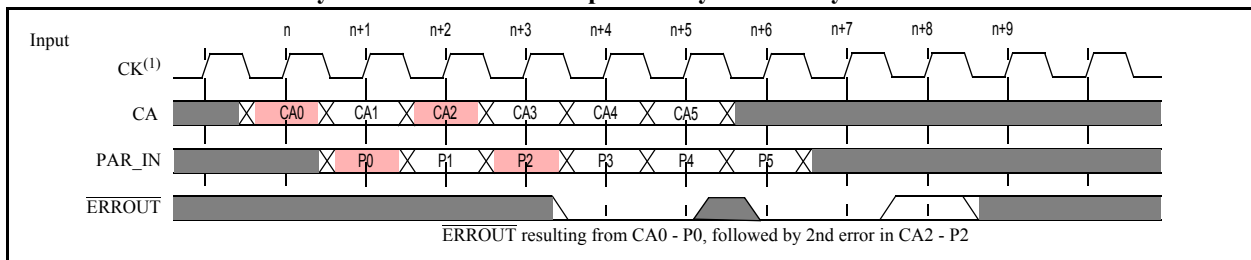 Input
n n+1 n+2 n+3 n+4 n+5 n+6 n+7 n+8 n+9
CK(1)
CA CA0 CA1 CA2 CA3 CA4 CA5
PAR_IN P0 P1 P2 P3 P4 P5
ERROUT
ERROUT resulting from CA0 - P0, followed by 2nd error in CA2 - P2